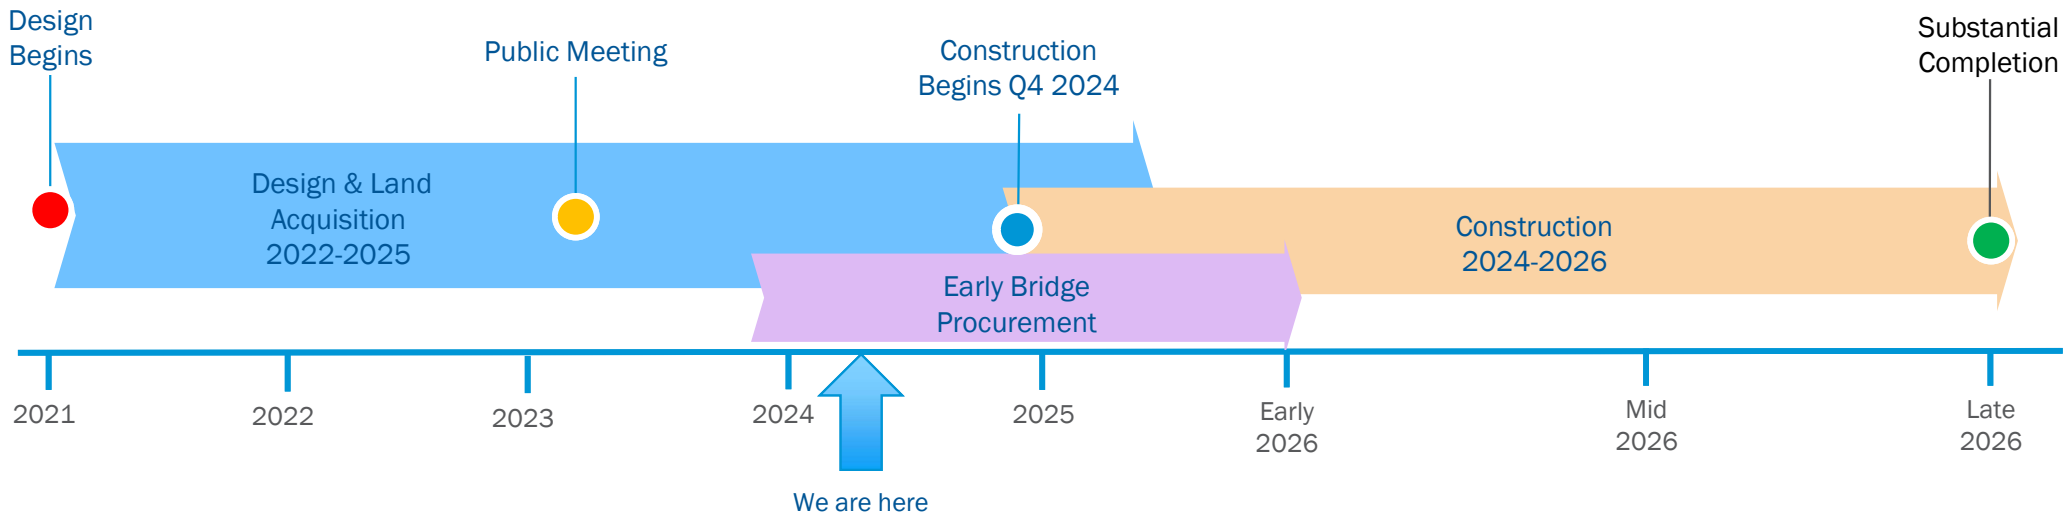 Design
Begins
Public Meeting
Construction
Begins Q4 2024
Substantial
Completion
Design & Land
Acquisition
2022-2025
Construction
2024-2026
Early Bridge
Procurement
2021
2022
2023
2024
2025
Early
2026
Mid
2026
Late
2026
We are here